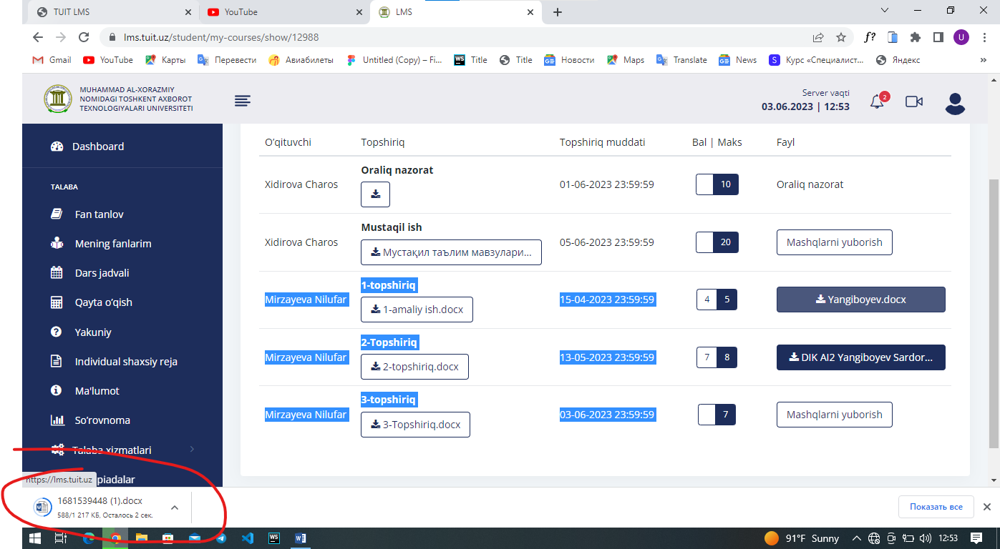 TUIT LMS
YouTube
LMS
lms.tuit.uz/student/my-courses/show/12988
f?
U
Gmail
YouTube
Карты
Перевести
Авиабилеты
Untitled (Copy) – Fi...
WS Title
Title
Новости
Maps
Translate
News
S Курс «Специалист...
Яндекс
»
MUHAMMAD AL-XORAZMIY
NOMIDAGI TOSHKENT AXBOROT
TEXNOLOGIYALARI UNIVERSITETI
Server vaqti
03.06.2023 | 12:53
2
Dashboard
TALABA
Fan tanlov
Mening fanlarim
Dars jadvali
Qayta o‘qish
Yakuniy
Individual shaxsiy reja
Ma'lumot
So‘rovnoma
Talaba xizmatlari
piadalar
https://lms.tuit.uz
O‘qituvchi Topshiriq Topshiriq muddati Bal | Maks Fayl
Oraliq nazorat
Xidirova Charos 01-06-2023 23:59:59 10 Oraliq nazorat
Mustaqil ish
Xidirova Charos 05-06-2023 23:59:59 20 Mashqlarni yuborish
Мустақил таълим мавзулари...
1-topshiriq
Mirzayeva Nilufar 15-04-2023 23:59:59 4 5 Yangiboyev.docx
1-amaliy ish.docx
2-Topshiriq
Mirzayeva Nilufar 13-05-2023 23:59:59 7 8 DIK AI2 Yangiboyev Sardor...
2-topshiriq.docx
3-topshiriq
Mirzayeva Nilufar 03-06-2023 23:59:59 7 Mashqlarni yuborish
3-Topshiriq.docx
1681539448 (1).docx
588/1 217 КБ, Осталось 2 сек.
Показать все
WS
91°F Sunny
12:53